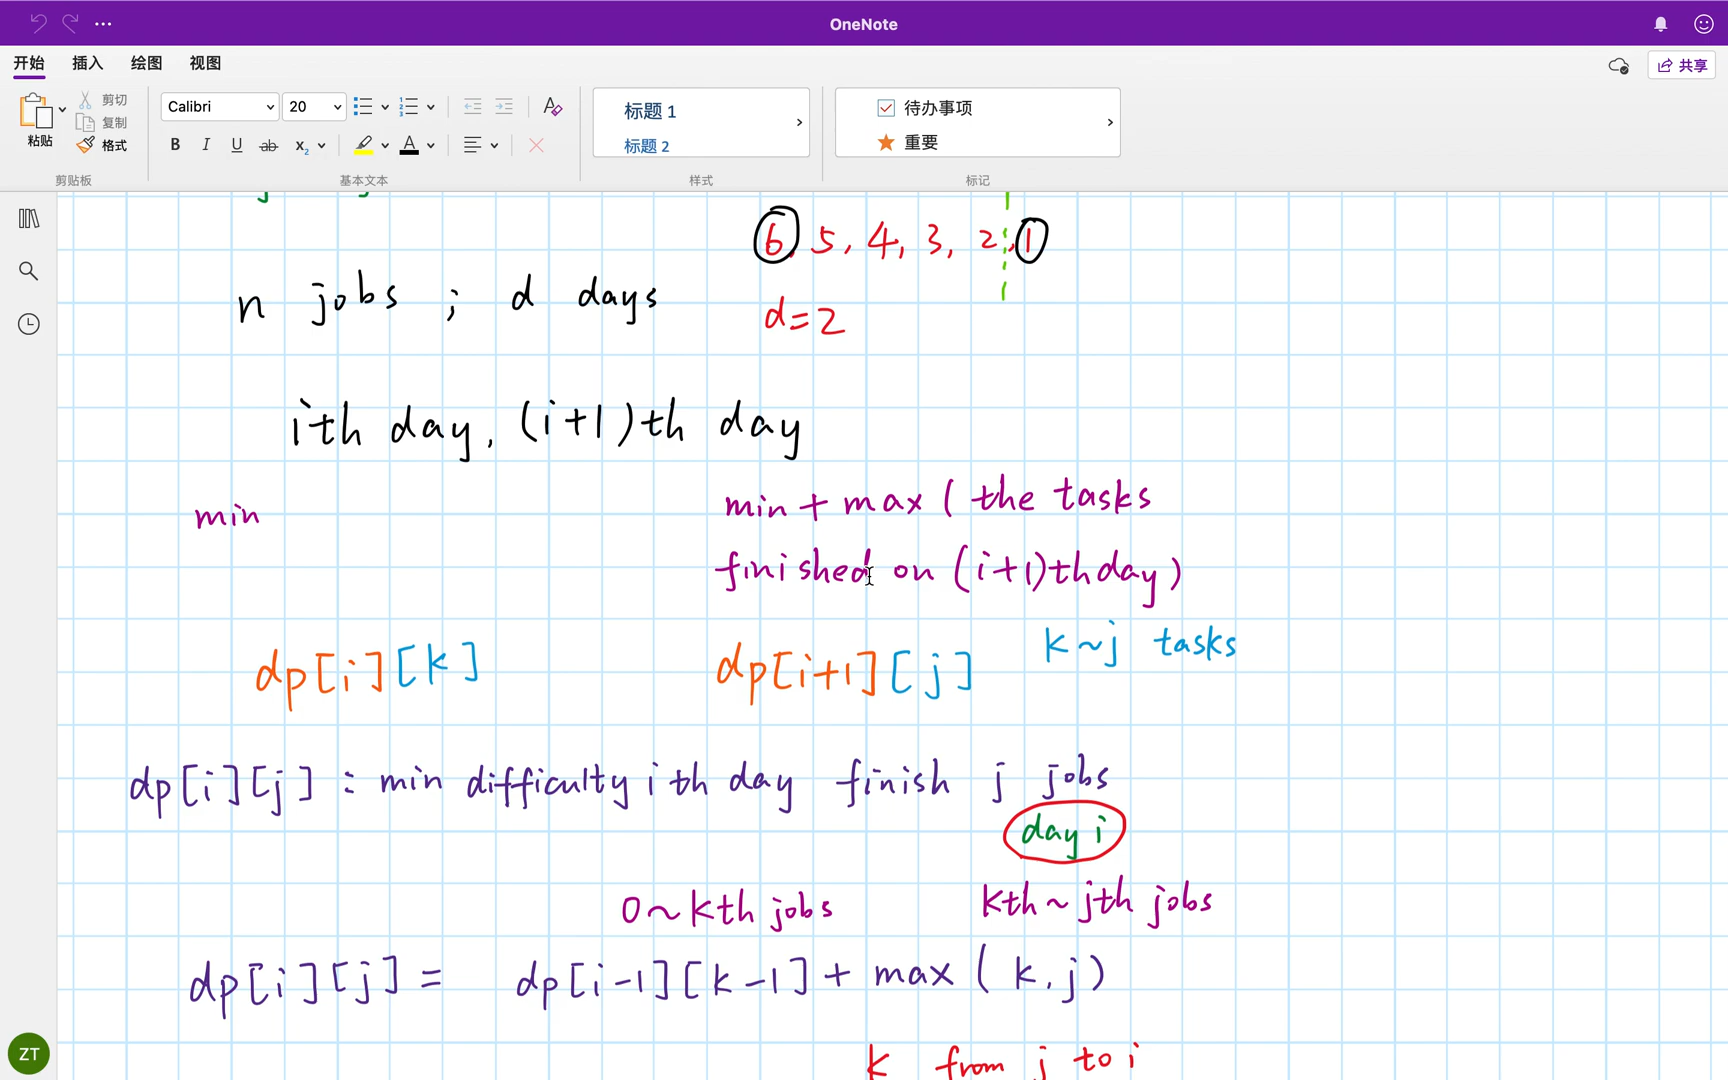 OneNote
开始 插入 绘图 视图
共享
粘贴
剪切
复制
格式
Calibri 20
B I U ab x₂ A
标题 1
标题 2
待办事项
重要
剪贴板 基本文本 样式 标记
6, 5, 4, 3, 2, 1
n jobs ; d days
d=2
ith day, (i+1)th day
min
min + max ( the tasks
finished on (i+1)th day )
dp[i][k] dp[i+1][j] k~j tasks
dp[i][j] : min difficulty ith day finish j jobs
day i
0~kth jobs kth~jth jobs
dp[i][j] = dp[i-1][k-1] + max ( k, j )
k from j to i
ZT